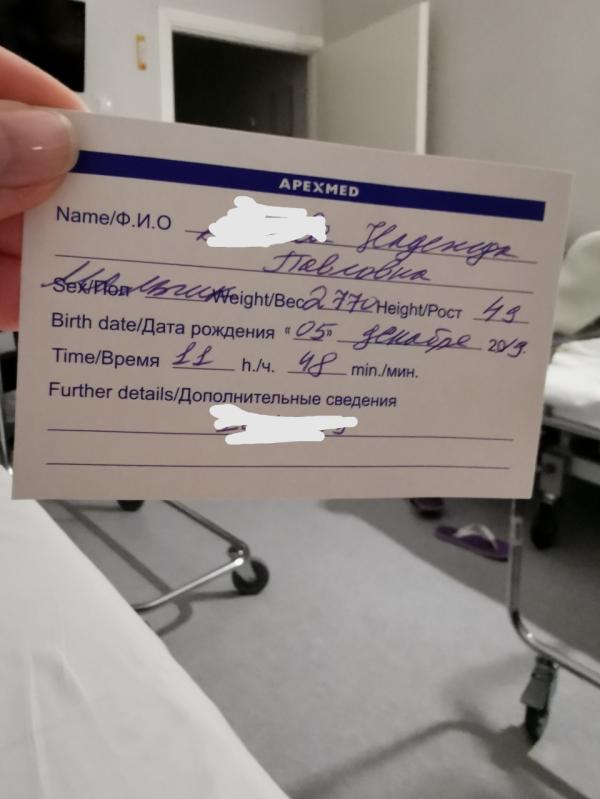 APEXMED
Name/Ф.И.О Надежда
Павловна
Sex/Пол Мальчик Weight/Вес 2770 Height/Рост 49
Birth date/Дата рождения "05" декабря 2019.
Time/Время 11 h./ч. 48 min./мин.
Further details/Дополнительные сведения